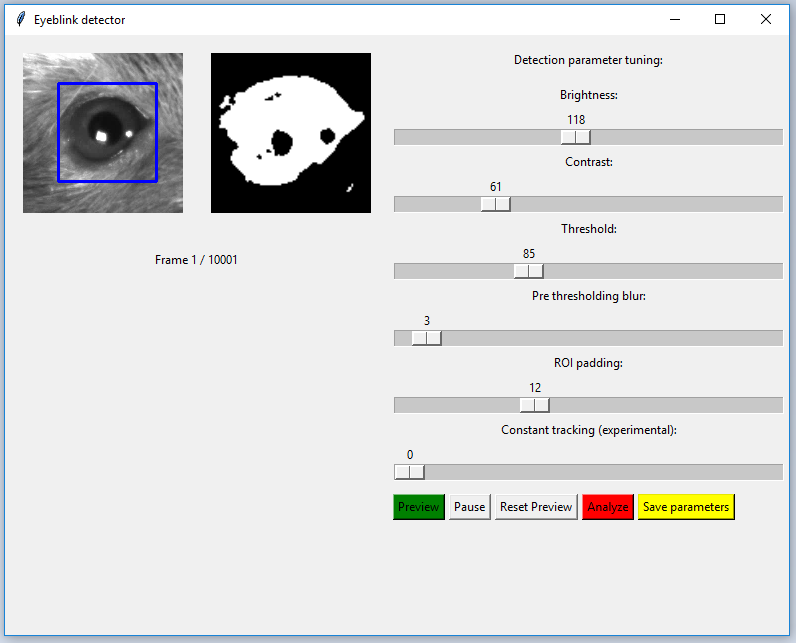 Eyeblink detector
Detection parameter tuning:
Brightness:
118
Contrast:
61
Threshold:
85
Pre thresholding blur:
3
ROI padding:
12
Constant tracking (experimental):
0
Preview Pause Reset Preview Analyze Save parameters
Frame 1 / 10001